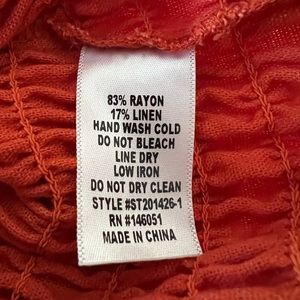 83% RAYON
17% LINEN
HAND WASH COLD
DO NOT BLEACH
LINE DRY
LOW IRON
DO NOT DRY CLEAN
STYLE #ST201426-1
RN #146051
MADE IN CHINA